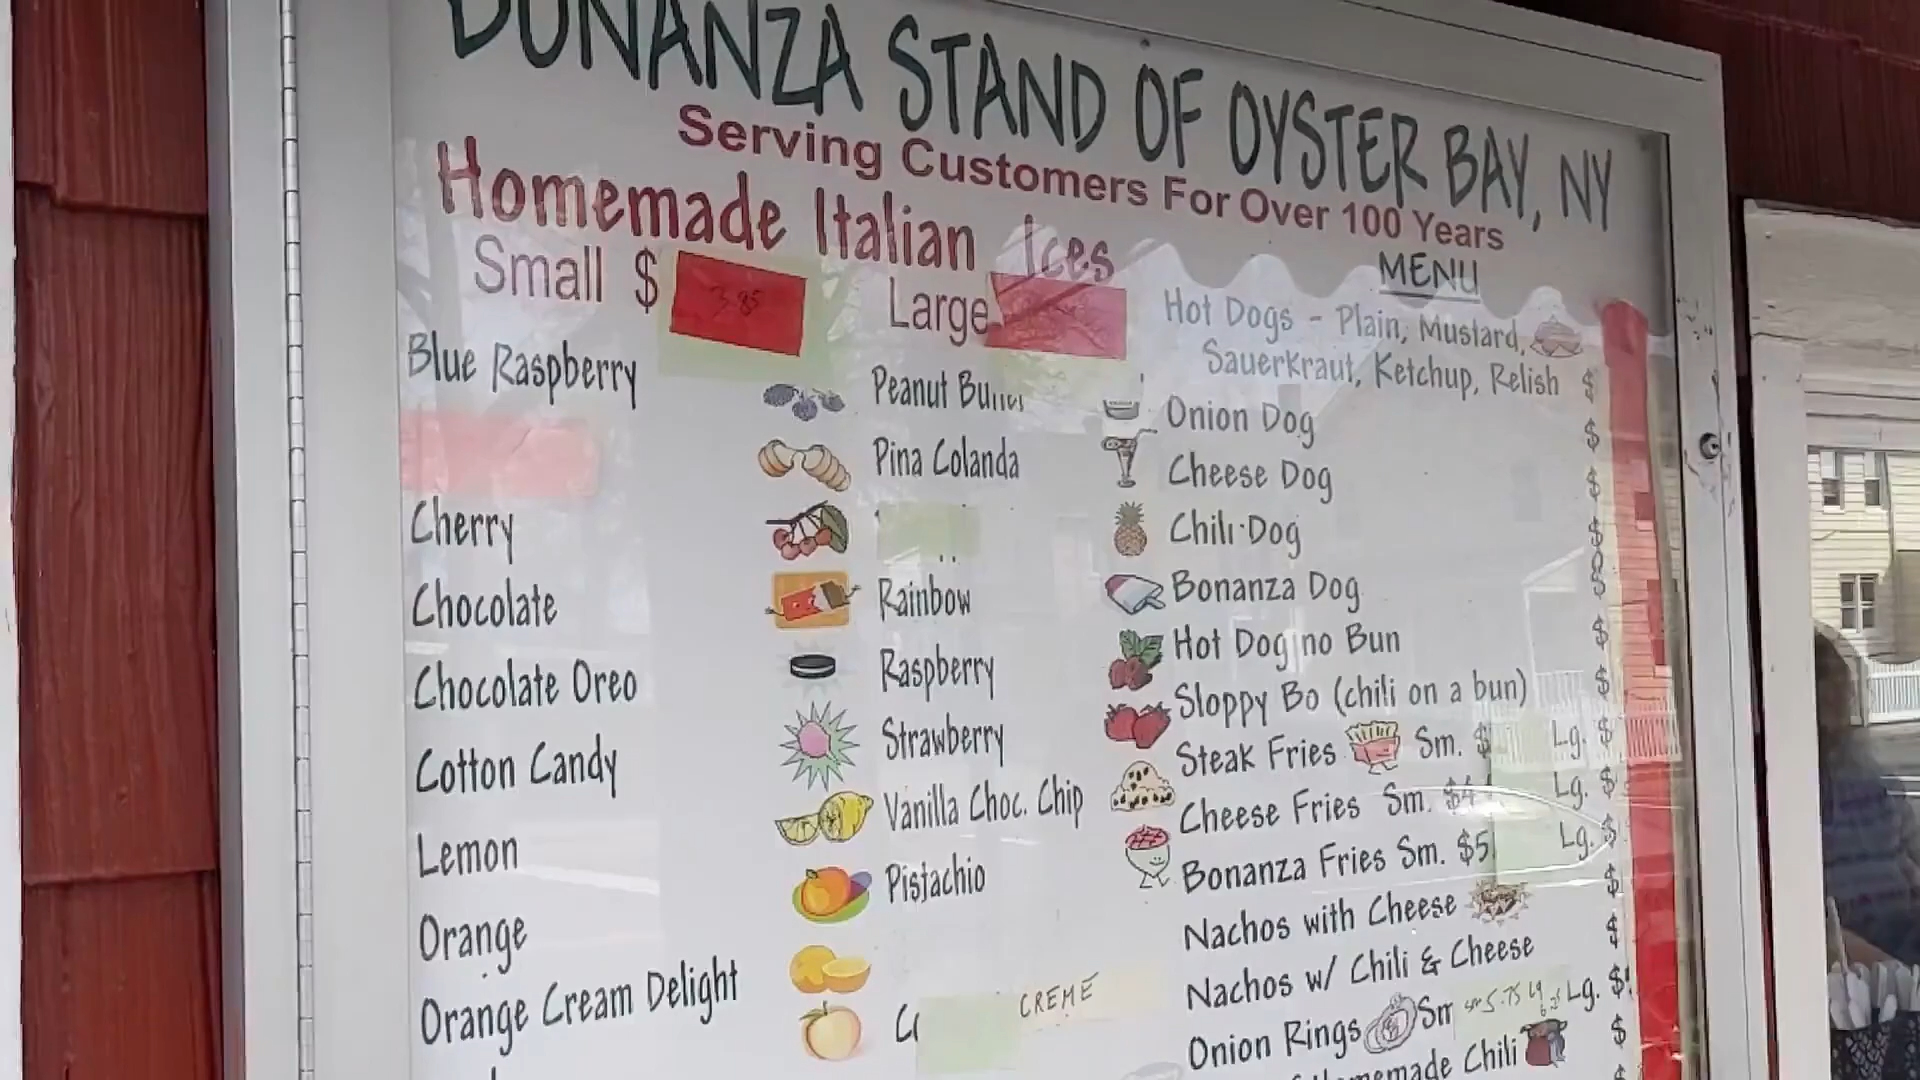 BONANZA STAND OF OYSTER BAY, NY
Serving Customers For Over 100 Years
Homemade Italian Ices
Small $ 3.85
Large
Blue Raspberry
Cherry
Chocolate
Chocolate Oreo
Cotton Candy
Lemon
Orange
Orange Cream Delight
Peanut
Pina Colanda
Rainbow
Raspberry
Strawberry
Vanilla Choc. Chip
Pistachio
CREME
MENU
Hot Dogs - Plain, Mustard,
Sauerkraut, Ketchup, Relish $
Onion Dog $
Cheese Dog $
Chili Dog $
Bonanza Dog $
Hot Dog no Bun $
Sloppy Bo (chili on a bun) $
Steak Fries Sm. $ Lg. $
Cheese Fries Sm. $4 Lg. $
Bonanza Fries Sm. $5 Lg. $
Nachos with Cheese $
Nachos w/ Chili & Cheese $
Onion Rings Sm 5.75 Lg. $
Chili $